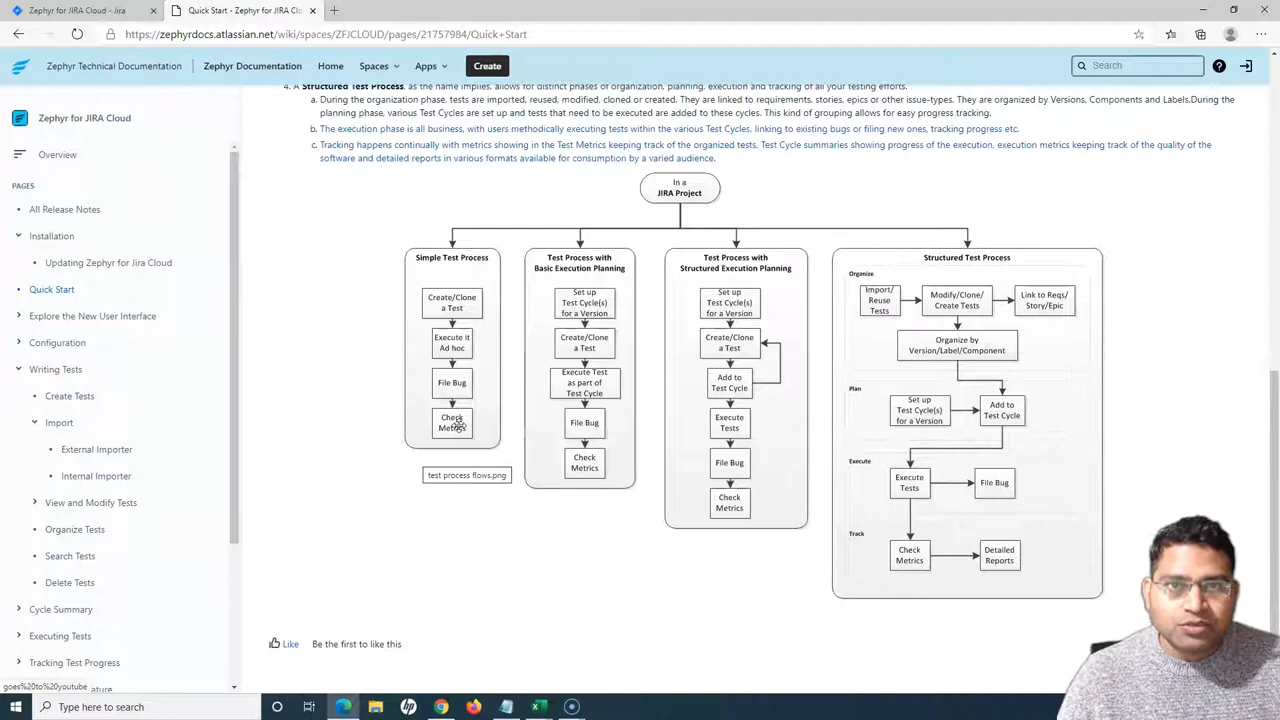 Zephyr for JIRA Cloud - Jira
Quick Start - Zephyr for JIRA Clo
https://zephyrdocs.atlassian.net/wiki/spaces/ZFJCLOUD/pages/21757984/Quick+Start
Zephyr Technical Documentation
Zephyr Documentation
Home
Spaces
Apps
Create
Search
Zephyr for JIRA Cloud
Overview
PAGES
All Release Notes
Installation
Updating Zephyr for Jira Cloud
Quick Start
Explore the New User Interface
Configuration
Writing Tests
Create Tests
Import
External Importer
Internal Importer
View and Modify Tests
Organize Tests
Search Tests
Delete Tests
Cycle Summary
Executing Tests
Tracking Test Progress
goes%20to%20youtube
ature
4. A Structured Test Process, as the name implies, allows for distinct phases of organization, planning, execution and tracking of all your testing efforts.
a. During the organization phase, tests are imported, reused, modified, cloned or created. They are linked to requirements, stories, epics or other issue-types. They are organized by Versions, Components and Labels.During the
planning phase, various Test Cycles are set up and tests that need to be executed are added to these cycles. This kind of grouping allows for easy progress tracking.
b. The execution phase is all business, with users methodically executing tests within the various Test Cycles, linking to existing bugs or filing new ones, tracking progress etc.
c. Tracking happens continually with metrics showing in the Test Metrics keeping track of the organized tests, Test Cycle summaries showing progress of the execution, execution metrics keeping track of the quality of the
software and detailed reports in various formats available for consumption by a varied audience.
In a
JIRA Project
Simple Test Process
Create/Clone
a Test
Execute it
Ad hoc
File Bug
Check
Metrics
test process flows.png
Test Process with
Basic Execution Planning
Set up
Test Cycle(s)
for a Version
Create/Clone
a Test
Execute Test
as part of
Test Cycle
File Bug
Check
Metrics
Test Process with
Structured Execution Planning
Set up
Test Cycle(s)
for a Version
Create/Clone
a Test
Add to
Test Cycle
Execute
Tests
File Bug
Check
Metrics
Structured Test Process
Organize
Import/
Reuse
Tests
Modify/Clone/
Create Tests
Link to Reqs/
Story/Epic
Organize by
Version/Label/Component
Plan
Set up
Test Cycle(s)
for a Version
Add to
Test Cycle
Execute
Execute
Tests
File Bug
Track
Check
Metrics
Detailed
Reports
Like
Be the first to like this
Type here to search